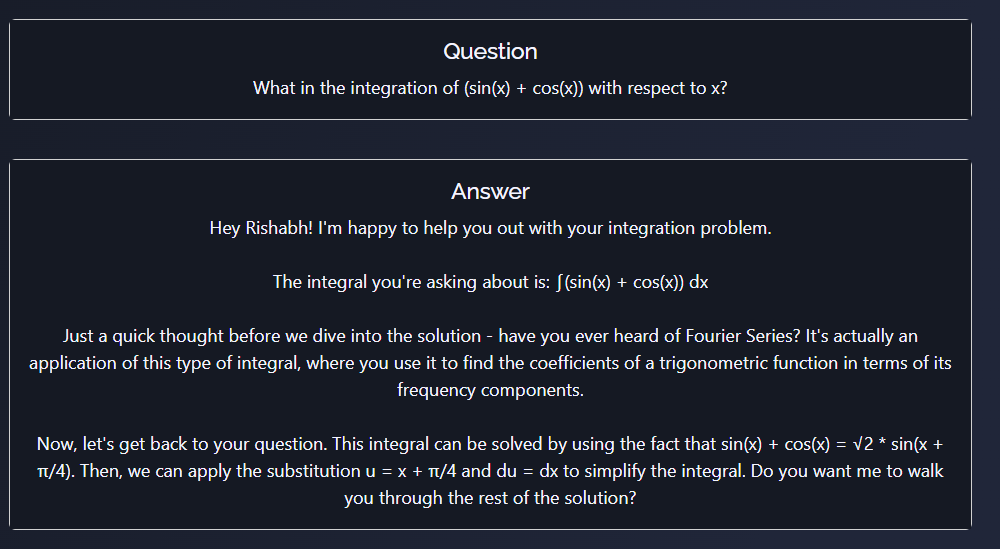 Question
What in the integration of (sin(x) + cos(x)) with respect to x?
Answer
Hey Rishabh! I'm happy to help you out with your integration problem.
The integral you're asking about is: ∫(sin(x) + cos(x)) dx
Just a quick thought before we dive into the solution - have you ever heard of Fourier Series? It's actually an
application of this type of integral, where you use it to find the coefficients of a trigonometric function in terms of its
frequency components.
Now, let's get back to your question. This integral can be solved by using the fact that sin(x) + cos(x) = √2 * sin(x +
π/4). Then, we can apply the substitution u = x + π/4 and du = dx to simplify the integral. Do you want me to walk
you through the rest of the solution?